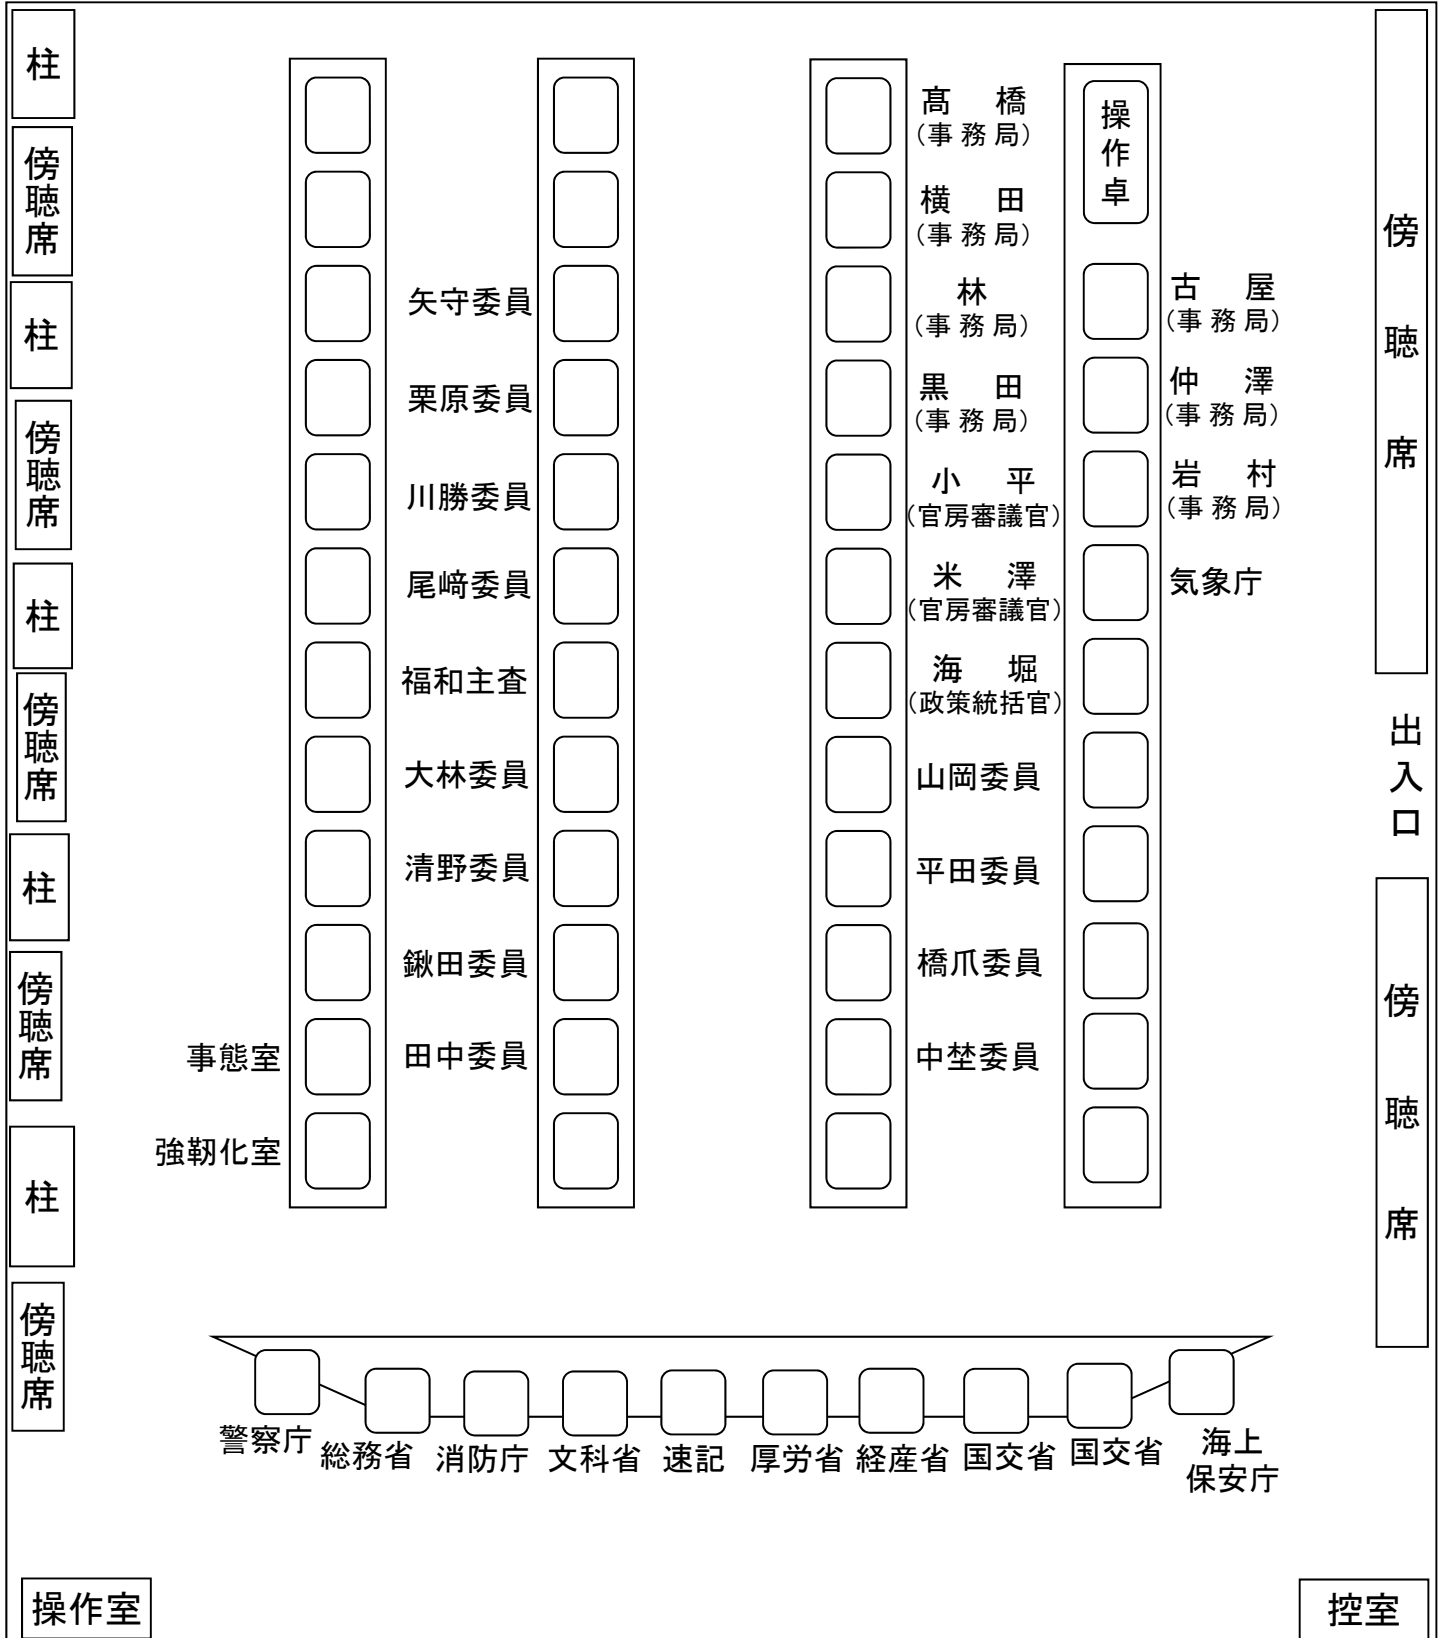 柱
傍聴席
柱
傍聴席
柱
傍聴席
柱
傍聴席
柱
傍聴席
事態室
強靭化室
矢守委員
栗原委員
川勝委員
尾﨑委員
福和主査
大林委員
清野委員
鍬田委員
田中委員
髙　橋
（事務局）
横　田
（事務局）
林
（事務局）
黒　田
（事務局）
小　平
（官房審議官）
米　澤
（官房審議官）
海　堀
（政策統括官）
山岡委員
平田委員
橋爪委員
中埜委員
操作卓
古　屋
（事務局）
仲　澤
（事務局）
岩　村
（事務局）
気象庁
傍聴席
出入口
傍聴席
警察庁
総務省
消防庁
文科省
速記
厚労省
経産省
国交省
国交省
海上
保安庁
操作室
控室